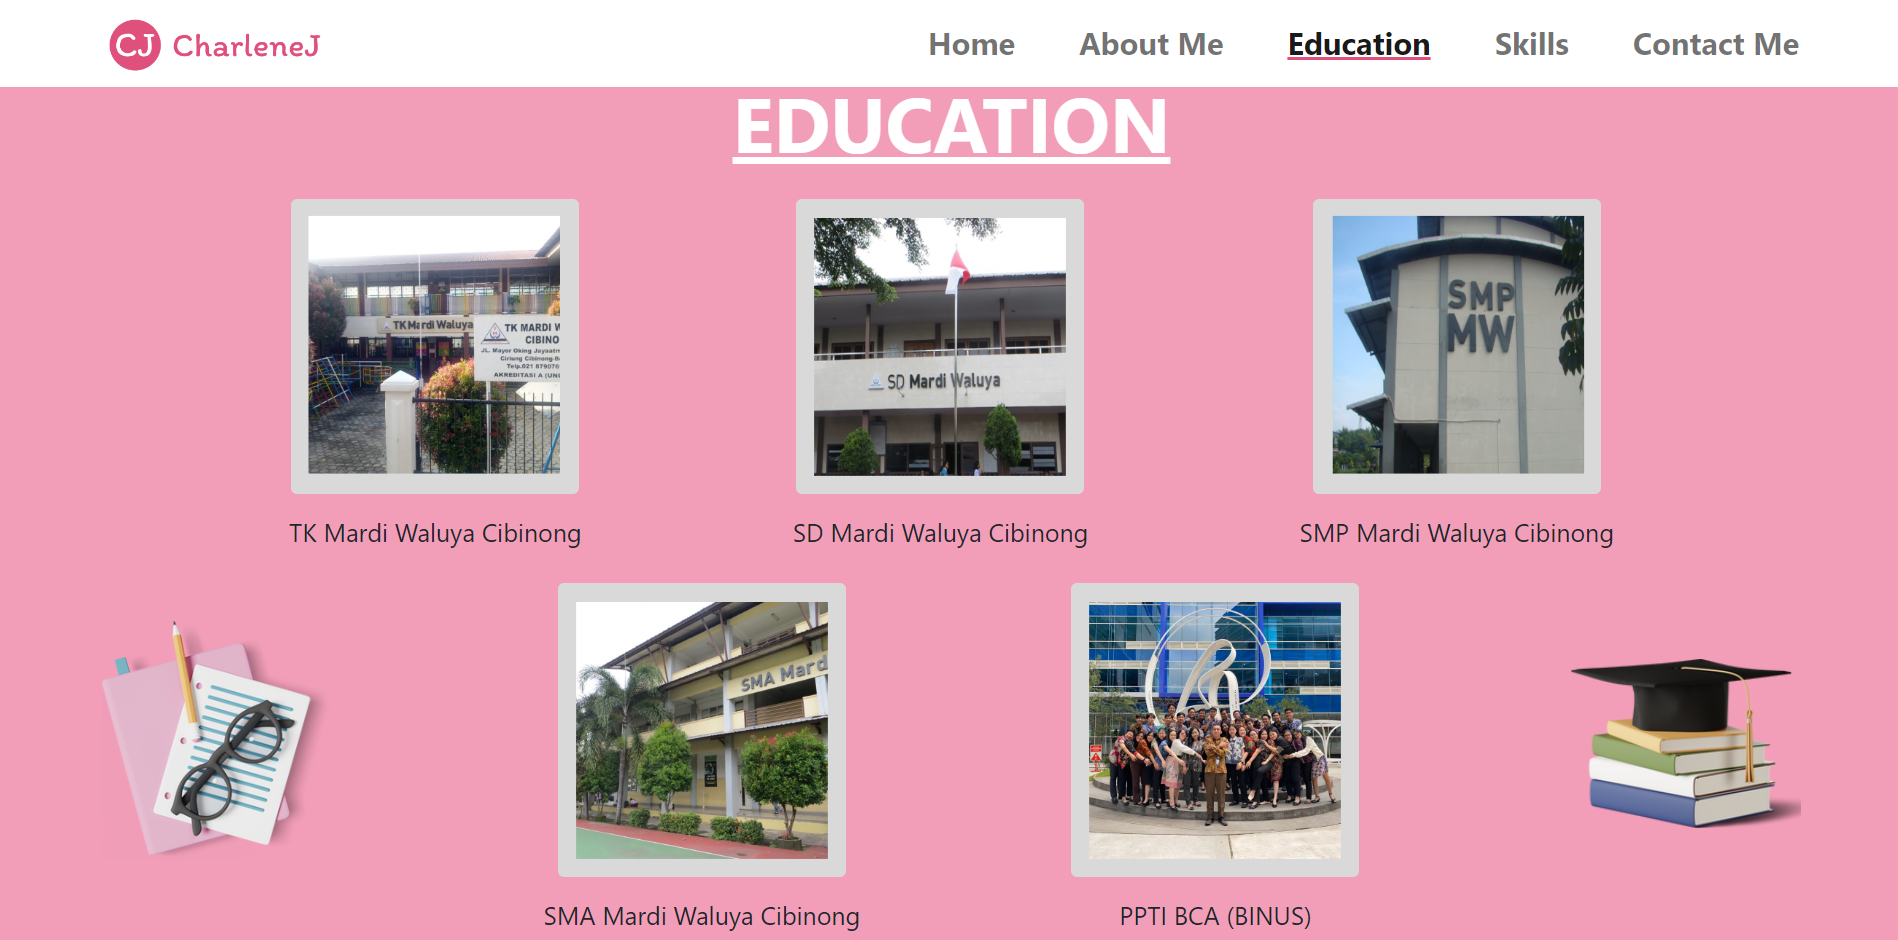 CJ CharleneJ
Home About Me Education Skills Contact Me
EDUCATION
TK Mardi Waluya
TK MARDI W
CIBINO
JL. Mayor Oking Jayaatm
Ciriung Cibinong-B
Telp.021 87907
AKREDITASI A (UN
SD Mardi Waluya
SMP
MW
TK Mardi Waluya Cibinong
SD Mardi Waluya Cibinong
SMP Mardi Waluya Cibinong
SMA Mard
SMA Mardi Waluya Cibinong
PPTI BCA (BINUS)